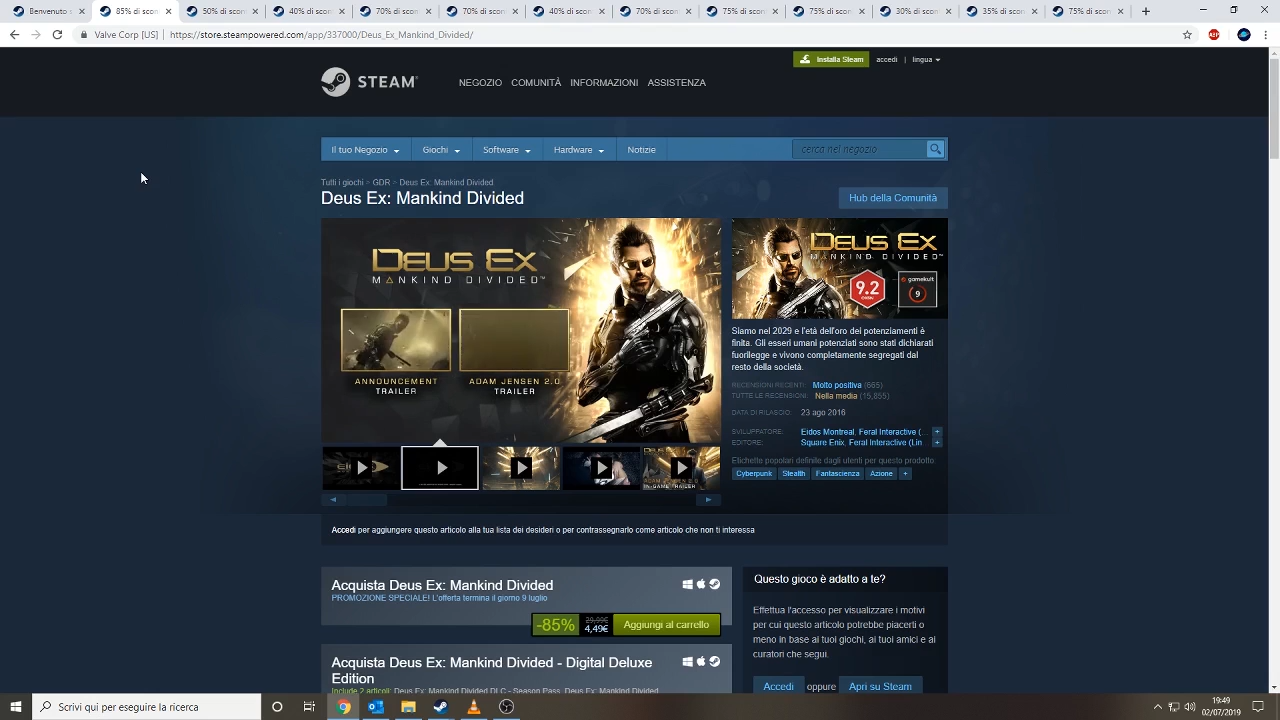 Benvenuto
85% di scon
50% di scon
40% di scon
70% di scon
75% di scon
40% di scon
70% di scon
75% di scon
75% di scon
30% di scon
35% di scon
75% di scon
Valve Corp [US] | https://store.steampowered.com/app/337000/Deus_Ex_Mankind_Divided/
ABP
Installa Steam accedi | lingua
STEAM®
NEGOZIO COMUNITÀ INFORMAZIONI ASSISTENZA
Il tuo Negozio Giochi Software Hardware Notizie cerca nel negozio
Tutti i giochi > GDR > Deus Ex: Mankind Divided
Deus Ex: Mankind Divided
Hub della Comunità
DEUS EX
MANKIND DIVIDED™
ANNOUNCEMENT
TRAILER
ADAM JENSEN 2.0
TRAILER
ADAM JENSEN 2.0
IN-GAME TRAILER
DEUS EX
MANKIND DIVIDED™
9.2
gamekult
9
Siamo nel 2029 e l'età d'oro dei potenziamenti è
finita. Gli esseri umani potenziati sono stati dichiarati
fuorilegge e vivono completamente segregati dal
resto della società.
RECENSIONI RECENTI: Molto positiva (665)
TUTTE LE RECENSIONI: Nella media (15,855)
DATA DI RILASCIO: 23 ago 2016
SVILUPPATORE: Eidos Montreal, Feral Interactive (. +
EDITORE: Square Enix, Feral Interactive (Lin +
Etichette popolari definite dagli utenti per questo prodotto:
Cyberpunk Stealth Fantascienza Azione +
Accedi per aggiungere questo articolo alla tua lista dei desideri o per contrassegnarlo come articolo che non ti interessa
Acquista Deus Ex: Mankind Divided
PROMOZIONE SPECIALE! L'offerta termina il giorno 9 luglio
-85% 29,99€ 4,49€ Aggiungi al carrello
Acquista Deus Ex: Mankind Divided - Digital Deluxe
Edition
Include 2 articoli: Deus Ex: Mankind Divided DLC - Season Pass, Deus Ex: Mankind Divided
Questo gioco è adatto a te?
Effettua l'accesso per visualizzare i motivi
per cui questo articolo potrebbe piacerti o
meno in base ai tuoi giochi, ai tuoi amici e ai
curatori che segui.
Accedi oppure Apri su Steam
Scrivi qui per eseguire la ricerca
19:49
02/07/2019